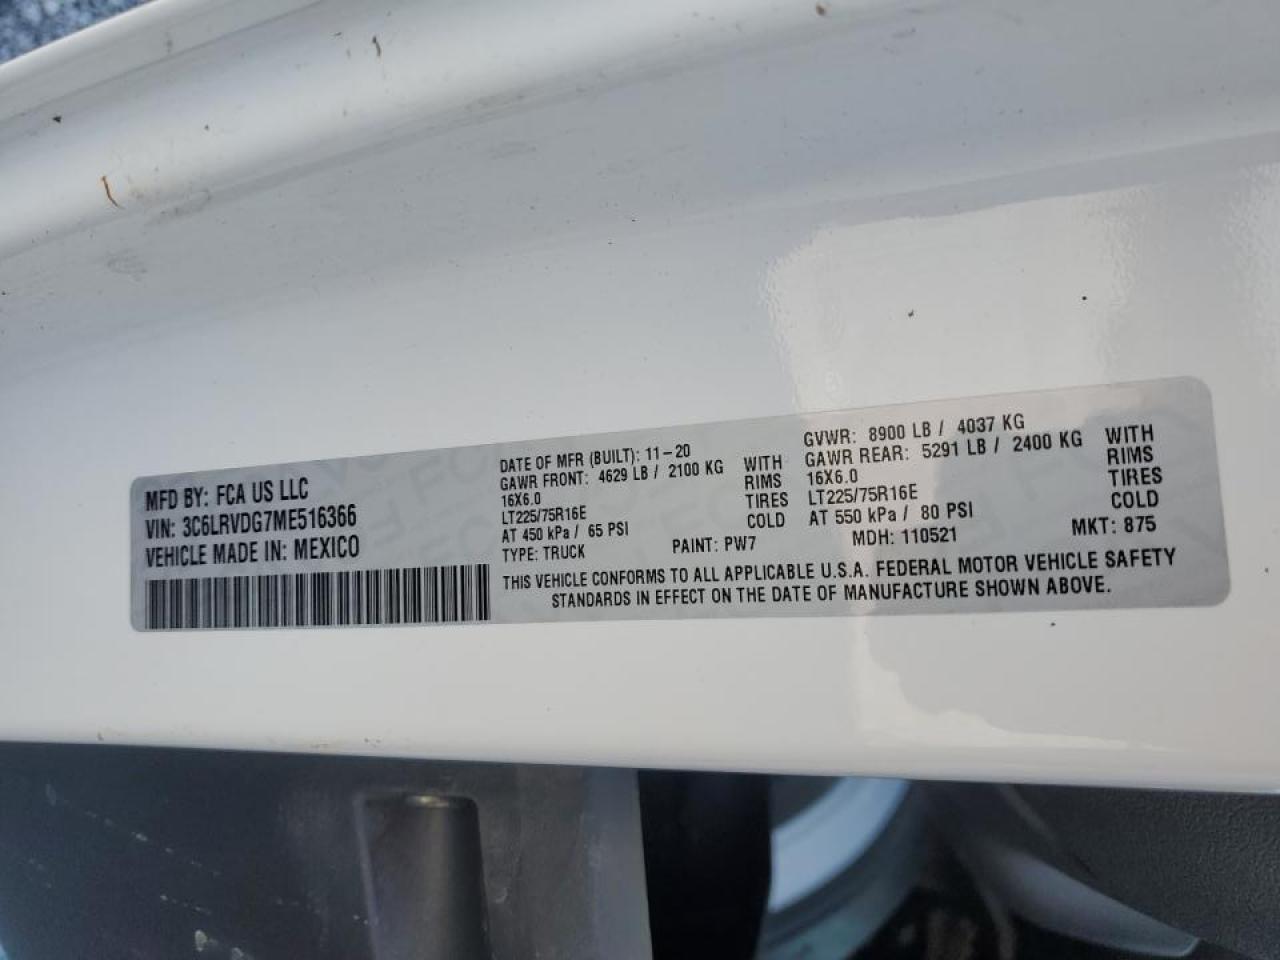 MFD BY: FCA US LLC
VIN: 3C6LRVDG7ME516366
VEHICLE MADE IN: MEXICO
DATE OF MFR (BUILT): 11-20
GAWR FRONT: 4629 LB / 2100 KG WITH
16X6.0 RIMS
LT225/75R16E TIRES
AT 450 kPa / 65 PSI COLD
TYPE: TRUCK PAINT: PW7
GVWR: 8900 LB / 4037 KG
GAWR REAR: 5291 LB / 2400 KG WITH
16X6.0 RIMS
LT225/75R16E TIRES
AT 550 kPa / 80 PSI COLD
MDH: 110521 MKT: 875
THIS VEHICLE CONFORMS TO ALL APPLICABLE U.S.A. FEDERAL MOTOR VEHICLE SAFETY
STANDARDS IN EFFECT ON THE DATE OF MANUFACTURE SHOWN ABOVE.